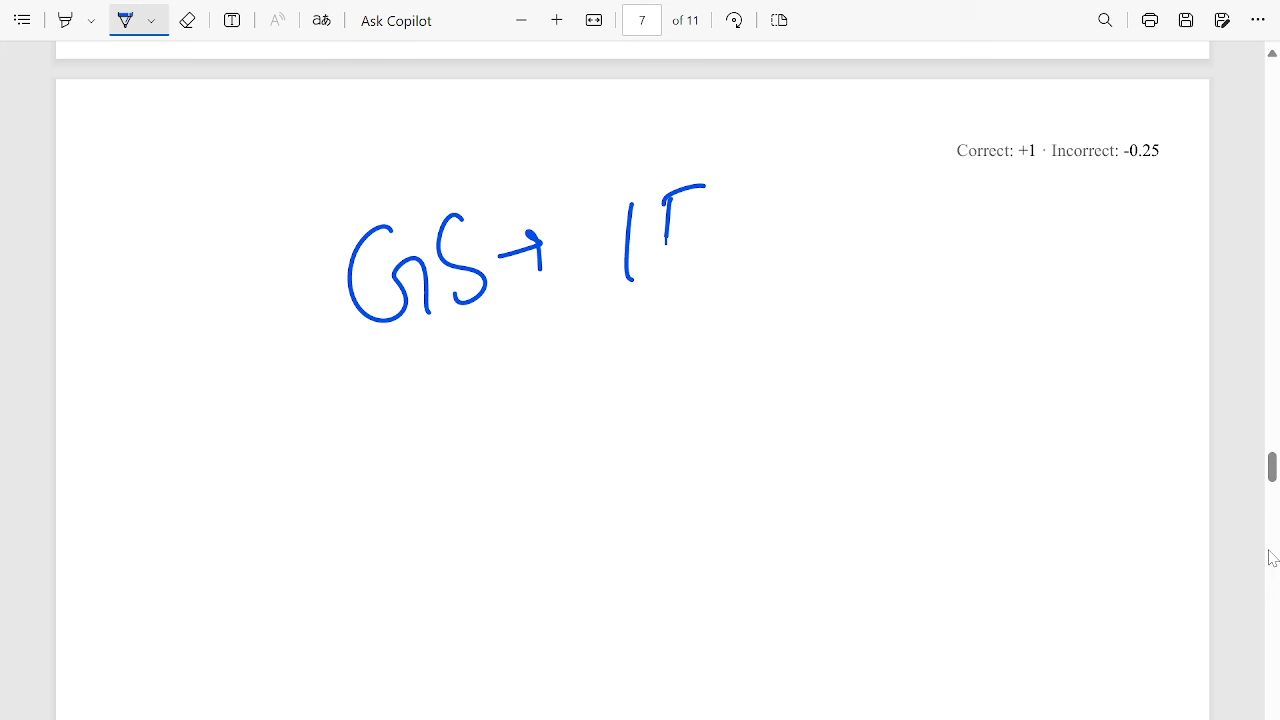 Ask Copilot 7 of 11
Correct: +1 · Incorrect: -0.25
GS →